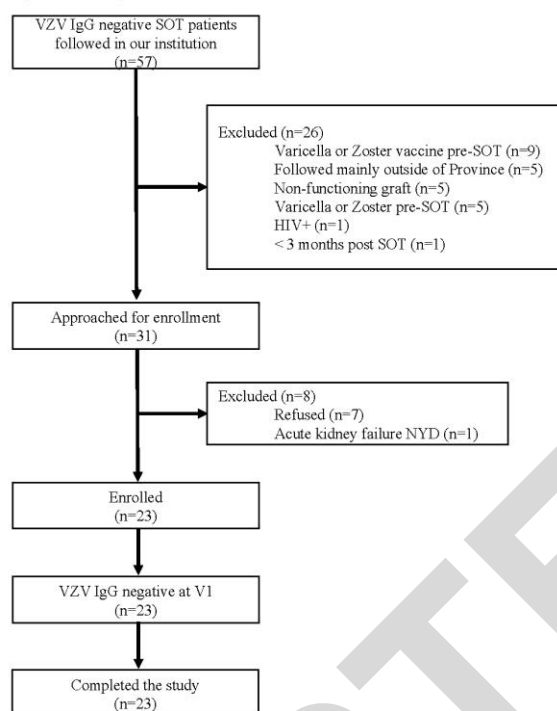 VZV IgG negative SOT patients
followed in our institution
(n=57)
Excluded (n=26)
Varicella or Zoster vaccine pre-SOT (n=9)
Followed mainly outside of Province (n=5)
Non-functioning graft (n=5)
Varicella or Zoster pre-SOT (n=5)
HIV+ (n=1)
< 3 months post SOT (n=1)
Approached for enrollment
(n=31)
Excluded (n=8)
Refused (n=7)
Acute kidney failure NYD (n=1)
Enrolled
(n=23)
VZV IgG negative at V1
(n=23)
Completed the study
(n=23)